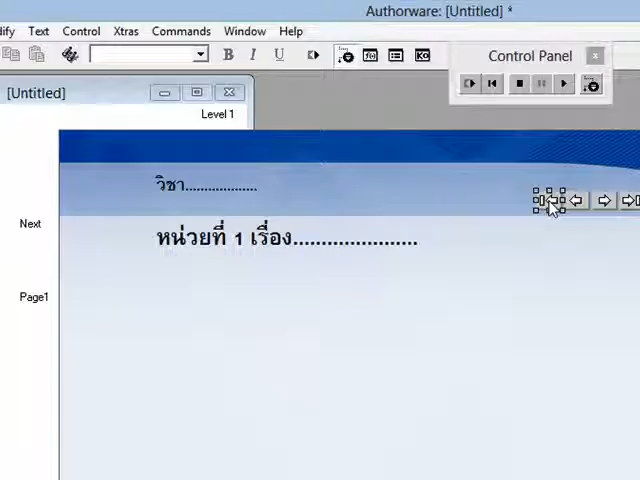 Authorware: [Untitled] *
dify Text Control Xtras Commands Window Help
B I U
Control Panel
[Untitled]
Level 1
วิชา...................
Next
หน่วยที่ 1 เรื่อง.......................
Page1